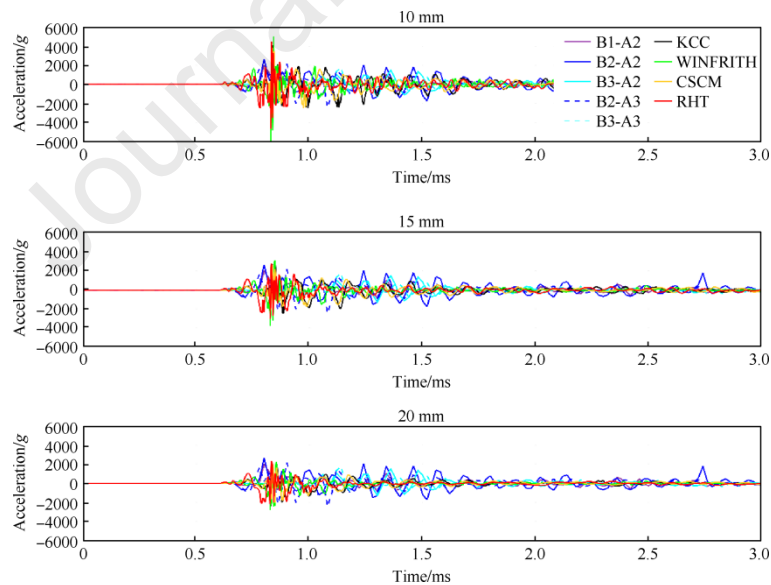 10 mm
6000
4000
2000
0
−2000
−4000
−6000
Acceleration/g
B1-A2
B2-A2
B3-A2
B2-A3
B3-A3
KCC
WINFRITH
CSCM
RHT
0 0.5 1.0 1.5 2.0 2.5 3.0
Time/ms
15 mm
6000
4000
2000
0
−2000
−4000
−6000
Acceleration/g
0 0.5 1.0 1.5 2.0 2.5 3.0
Time/ms
20 mm
6000
4000
2000
0
−2000
−4000
−6000
Acceleration/g
0 0.5 1.0 1.5 2.0 2.5 3.0
Time/ms
Journal